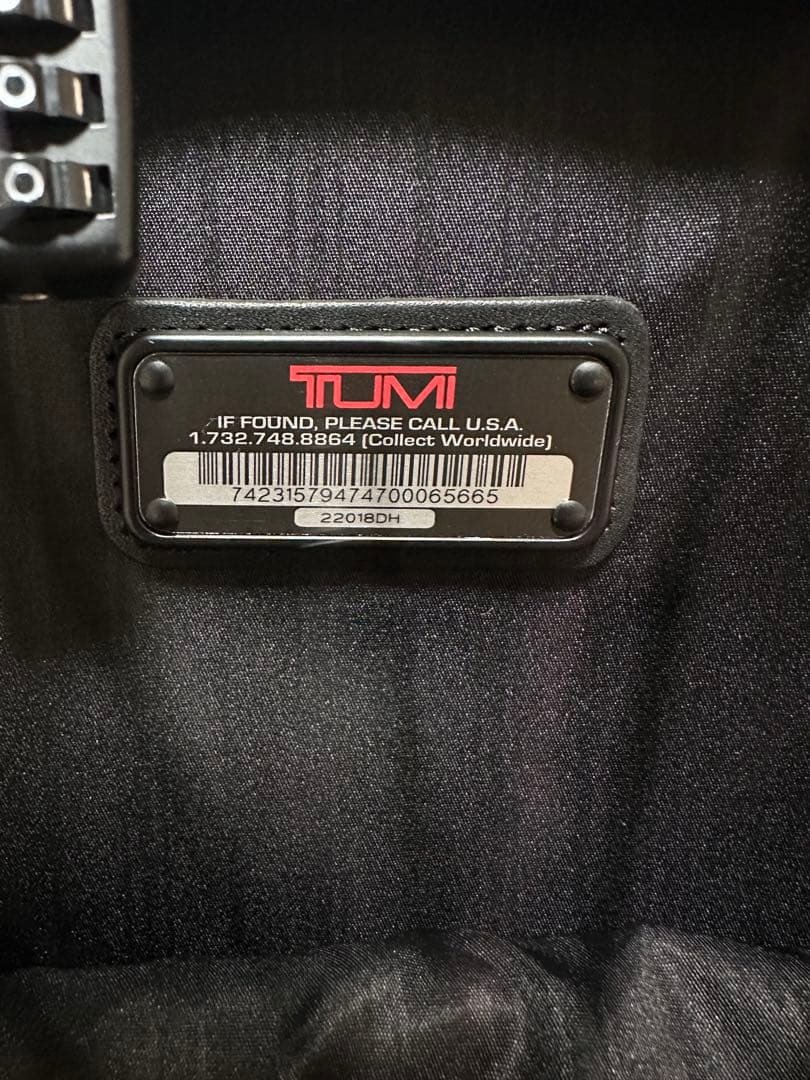 TUMI
IF FOUND, PLEASE CALL U.S.A.
1.732.748.8864 (Collect Worldwide)
74231579474700065665
22018DH